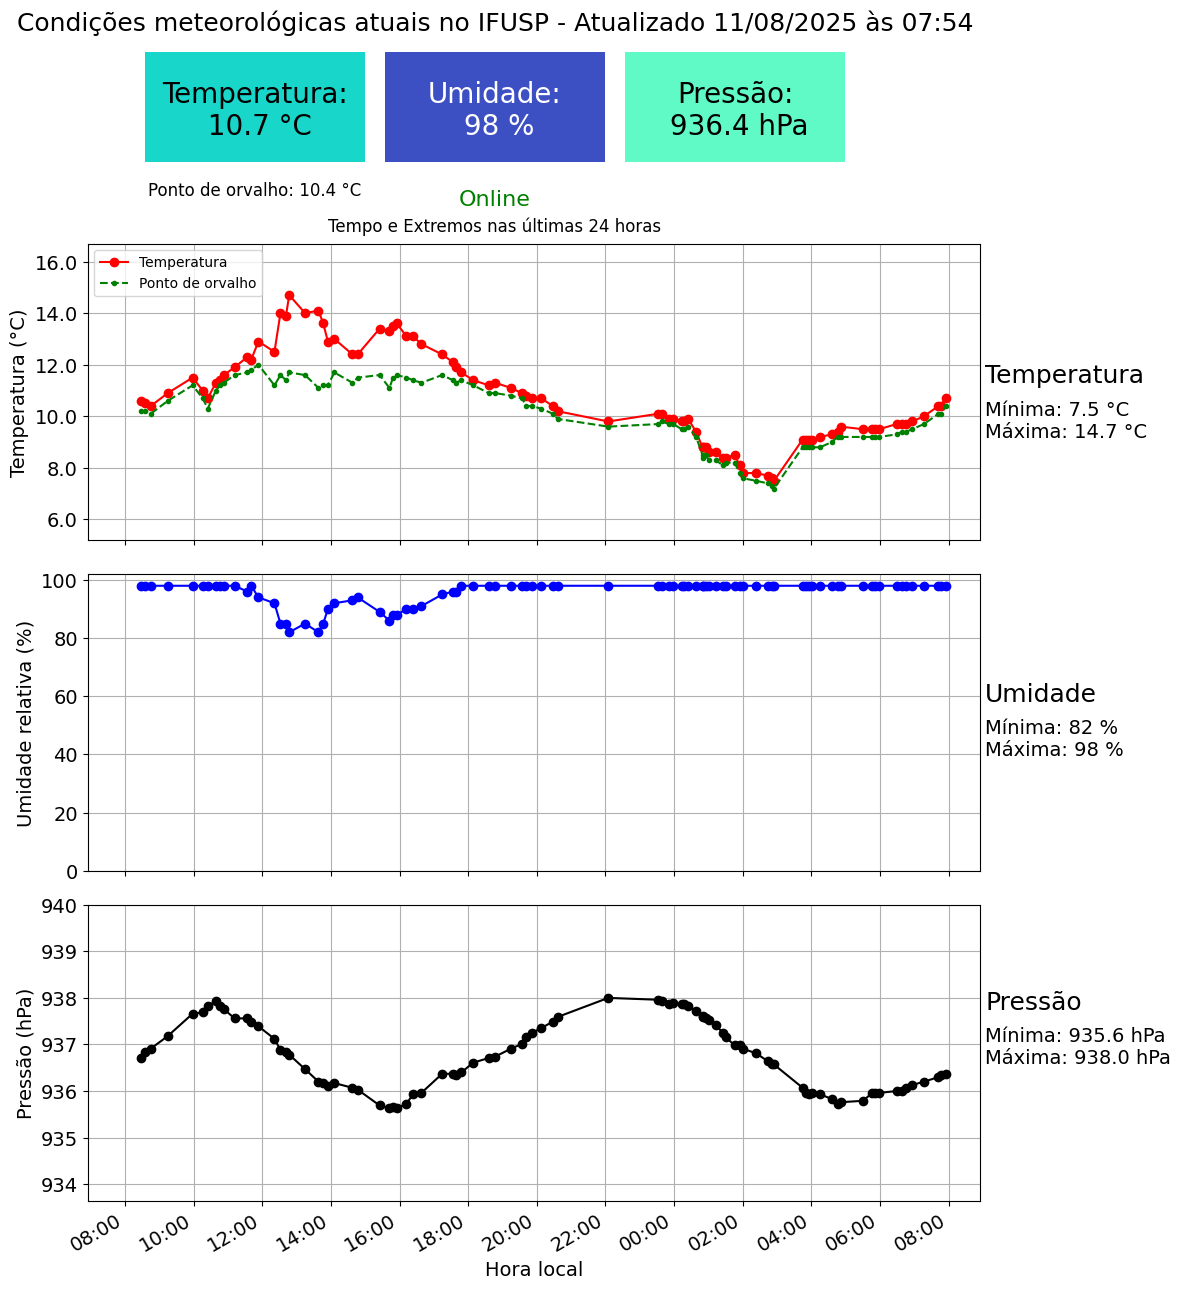 Condições meteorológicas atuais no IFUSP - Atualizado 11/08/2025 às 07:54
Temperatura:
10.7 °C
Umidade:
98 %
Pressão:
936.4 hPa
Ponto de orvalho: 10.4 °C
Online
Tempo e Extremos nas últimas 24 horas
Temperatura (°C)
16.0
14.0
12.0
10.0
8.0
6.0
Temperatura
Ponto de orvalho
Temperatura
Mínima: 7.5 °C
Máxima: 14.7 °C
Umidade relativa (%)
100
80
60
40
20
0
Umidade
Mínima: 82 %
Máxima: 98 %
Pressão (hPa)
940
939
938
937
936
935
934
Pressão
Mínima: 935.6 hPa
Máxima: 938.0 hPa
08:00
10:00
12:00
14:00
16:00
18:00
20:00
22:00
00:00
02:00
04:00
06:00
08:00
Hora local